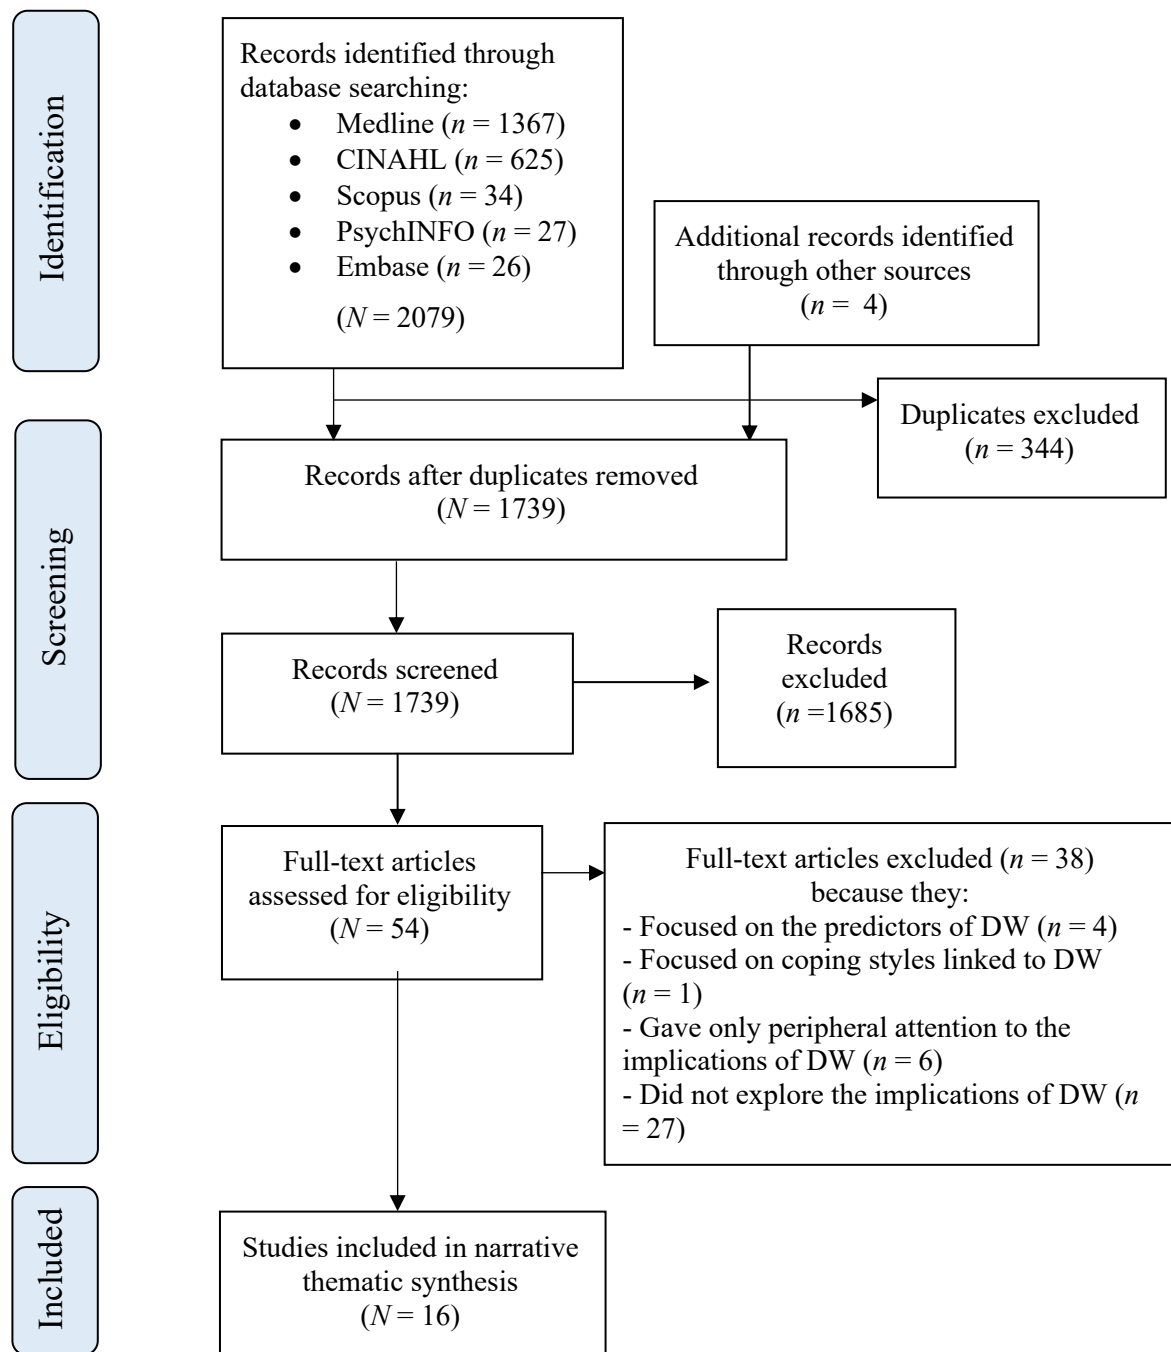 Identification
Records identified through
database searching:
• Medline (n = 1367)
• CINAHL (n = 625)
• Scopus (n = 34)
• PsychINFO (n = 27)
• Embase (n = 26)
(N = 2079)
Additional records identified
through other sources
(n = 4)
Duplicates excluded
(n = 344)
Screening
Records after duplicates removed
(N = 1739)
Records screened
(N = 1739)
Records
excluded
(n =1685)
Eligibility
Full-text articles
assessed for eligibility
(N = 54)
Full-text articles excluded (n = 38)
because they:
- Focused on the predictors of DW (n = 4)
- Focused on coping styles linked to DW
(n = 1)
- Gave only peripheral attention to the
implications of DW (n = 6)
- Did not explore the implications of DW (n
= 27)
Included
Studies included in narrative
thematic synthesis
(N = 16)